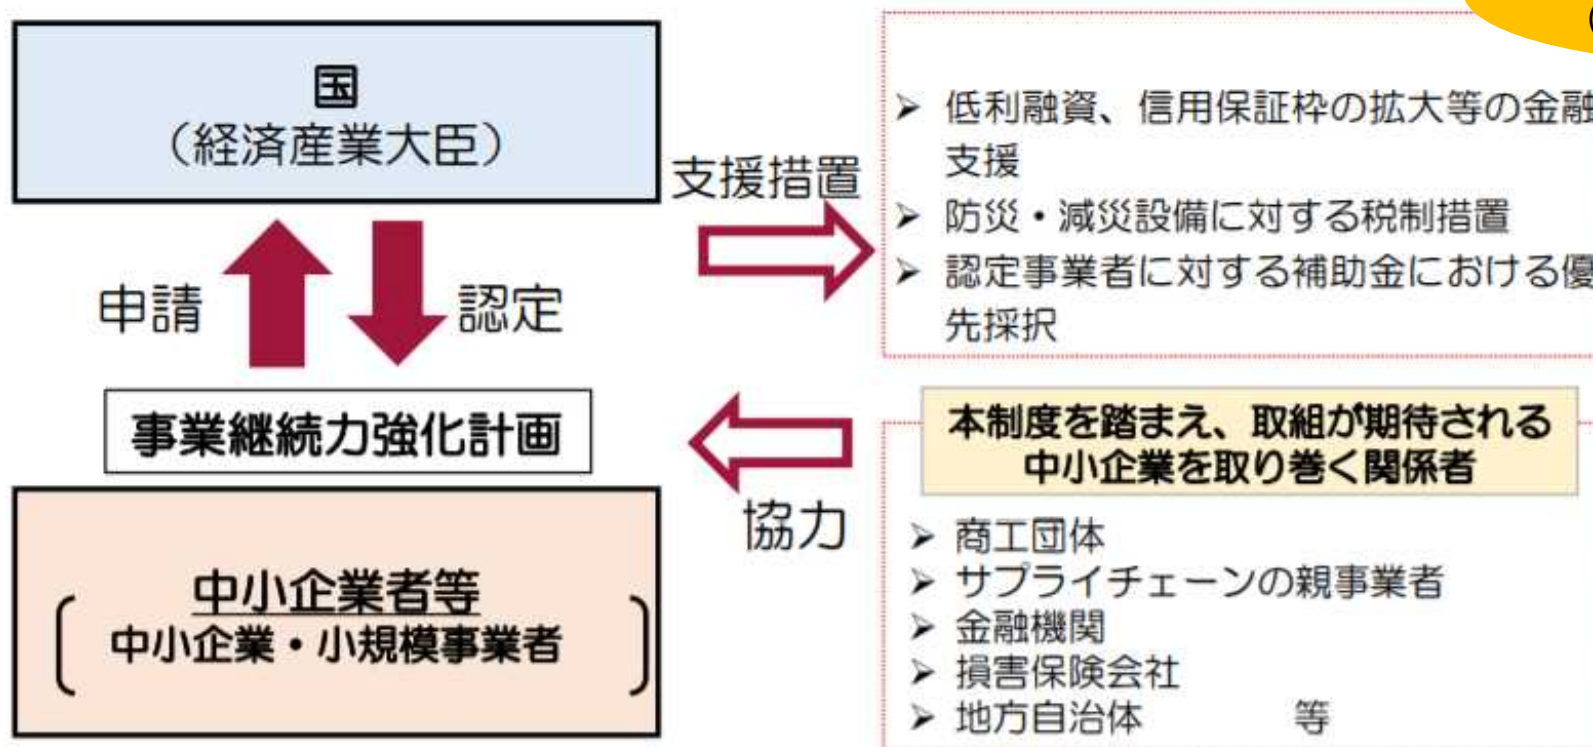 国
（経済産業大臣）
支援措置
➢ 低利融資、信用保証枠の拡大等の金融
支援
➢ 防災・減災設備に対する税制措置
➢ 認定事業者に対する補助金における優
先採択
申請
認定
事業継続力強化計画
協力
本制度を踏まえ、取組が期待される
中小企業を取り巻く関係者
➢ 商工団体
➢ サプライチェーンの親事業者
➢ 金融機関
➢ 損害保険会社
➢ 地方自治体 等
中小企業者等
中小企業・小規模事業者